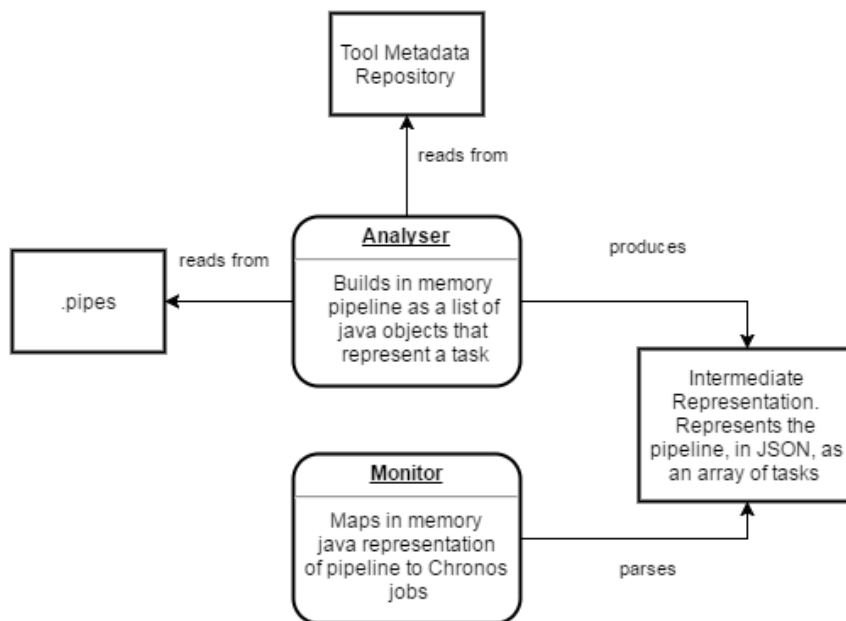 Tool Metadata
Repository
reads from
Analyser
Builds in memory
pipeline as a list of
java objects that
represent a task
reads from
.pipes
produces
Intermediate
Representation.
Represents the
pipeline, in JSON, as
an array of tasks
Monitor
Maps in memory
java representation
of pipeline to Chronos
jobs
parses